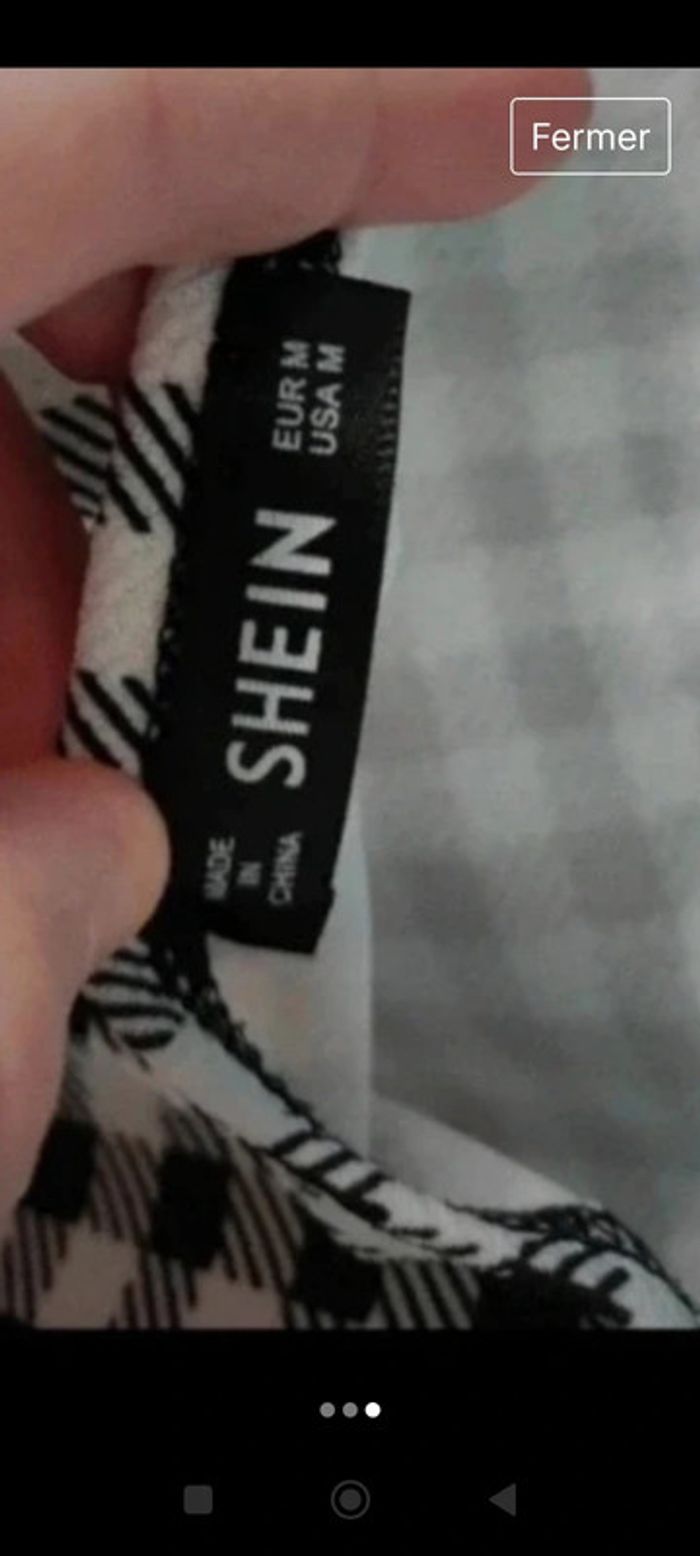 Fermer
EUR M
USA M
SHEIN
MADE
IN
CHINA